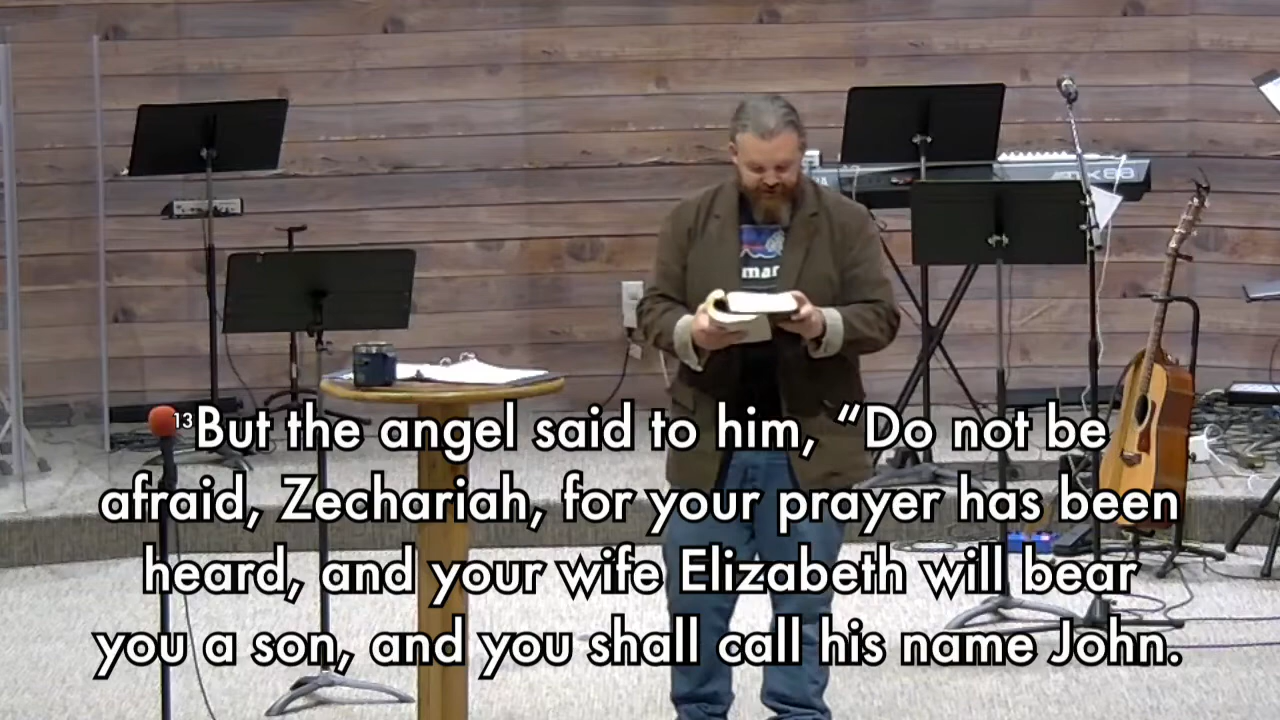 mar
¹³But the angel said to him, “Do not be
afraid, Zechariah, for your prayer has been
heard, and your wife Elizabeth will bear
you a son, and you shall call his name John.